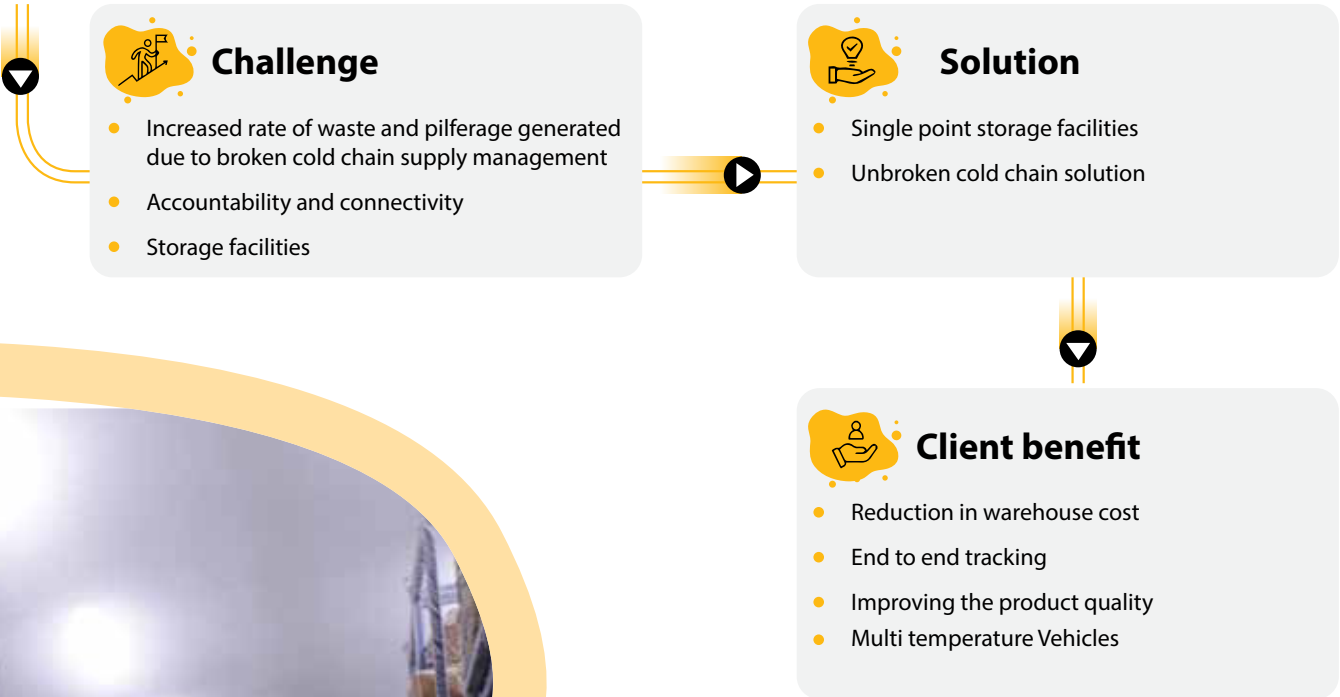 Challenge
Increased rate of waste and pilferage generated
due to broken cold chain supply management
Accountability and connectivity
Storage facilities
Solution
Single point storage facilities
Unbroken cold chain solution
Client benefit
Reduction in warehouse cost
End to end tracking
Improving the product quality
Multi temperature Vehicles